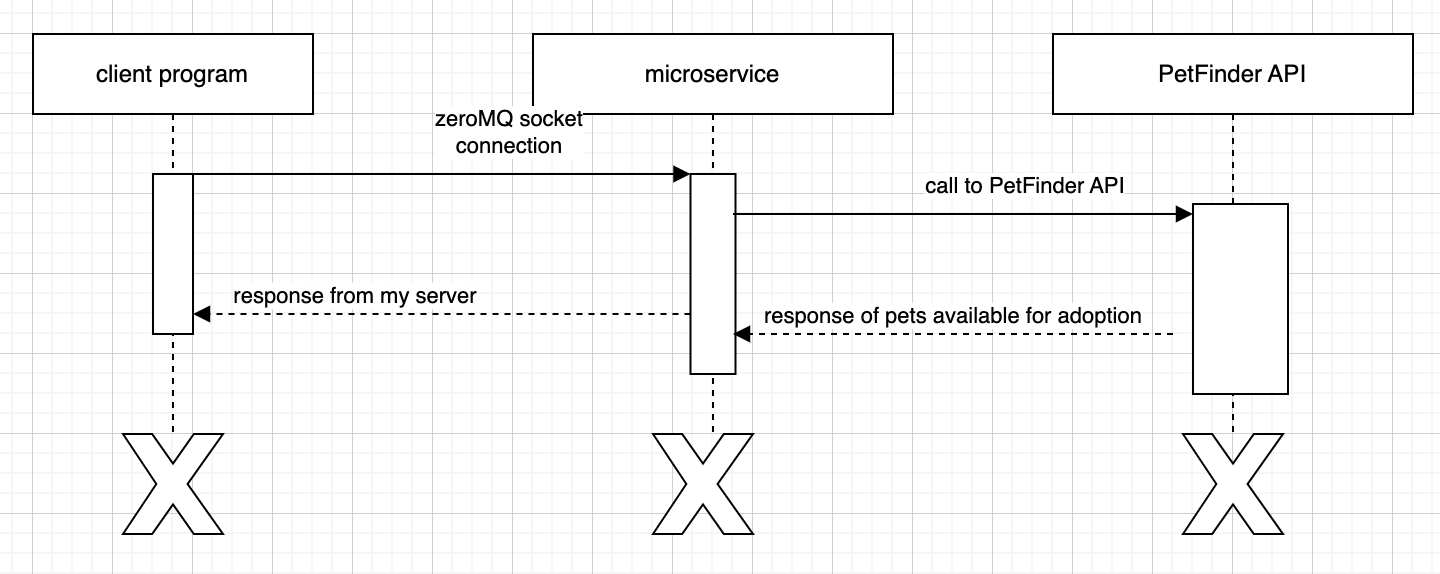 client program
microservice
PetFinder API
zeroMQ socket
connection
call to PetFinder API
response from my server
response of pets available for adoption
X
X
X